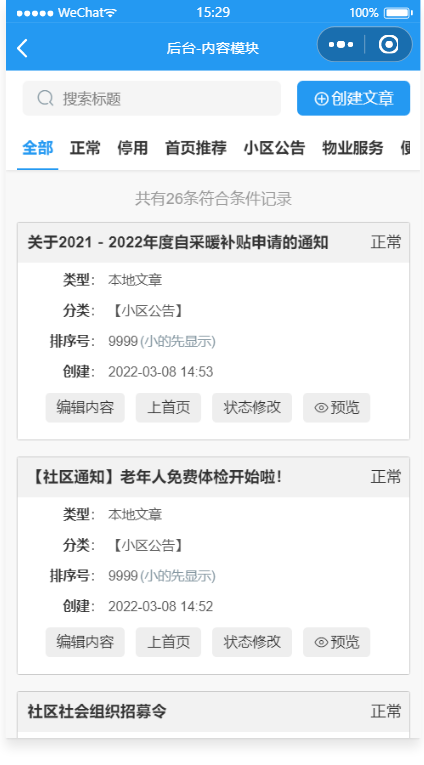 WeChat 15:29 100%
后台-内容模块
搜索标题 创建文章
全部 正常 停用 首页推荐 小区公告 物业服务
共有26条符合条件记录
关于2021 - 2022年度自采暖补贴申请的通知 正常
类型: 本地文章
分类: 【小区公告】
排序号: 9999(小的先显示)
创建: 2022-03-08 14:53
编辑内容 上首页 状态修改 预览
【社区通知】老年人免费体检开始啦! 正常
类型: 本地文章
分类: 【小区公告】
排序号: 9999(小的先显示)
创建: 2022-03-08 14:52
编辑内容 上首页 状态修改 预览
社区社会组织招募令 正常